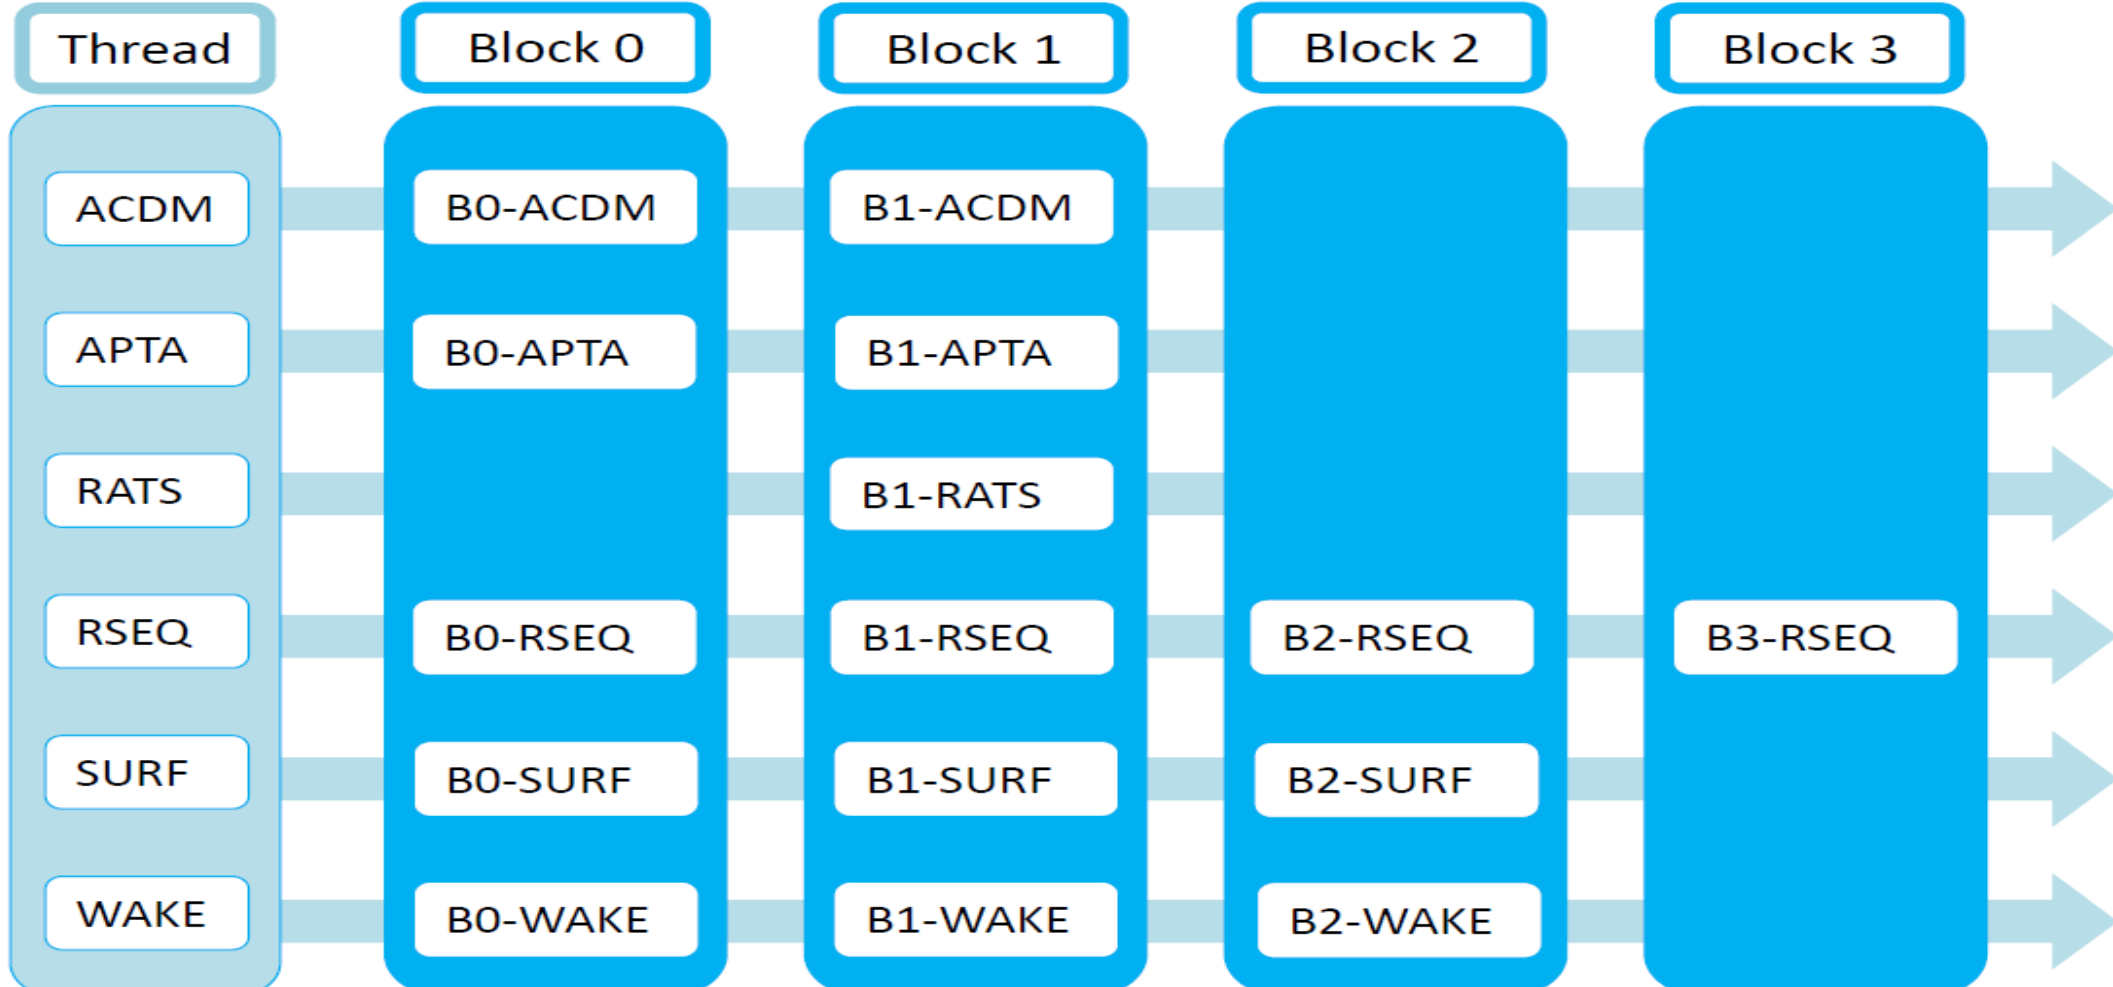 Thread Block 0 Block 1 Block 2 Block 3
ACDM B0-ACDM B1-ACDM
APTA B0-APTA B1-APTA
RATS B1-RATS
RSEQ B0-RSEQ B1-RSEQ B2-RSEQ B3-RSEQ
SURF B0-SURF B1-SURF B2-SURF
WAKE B0-WAKE B1-WAKE B2-WAKE